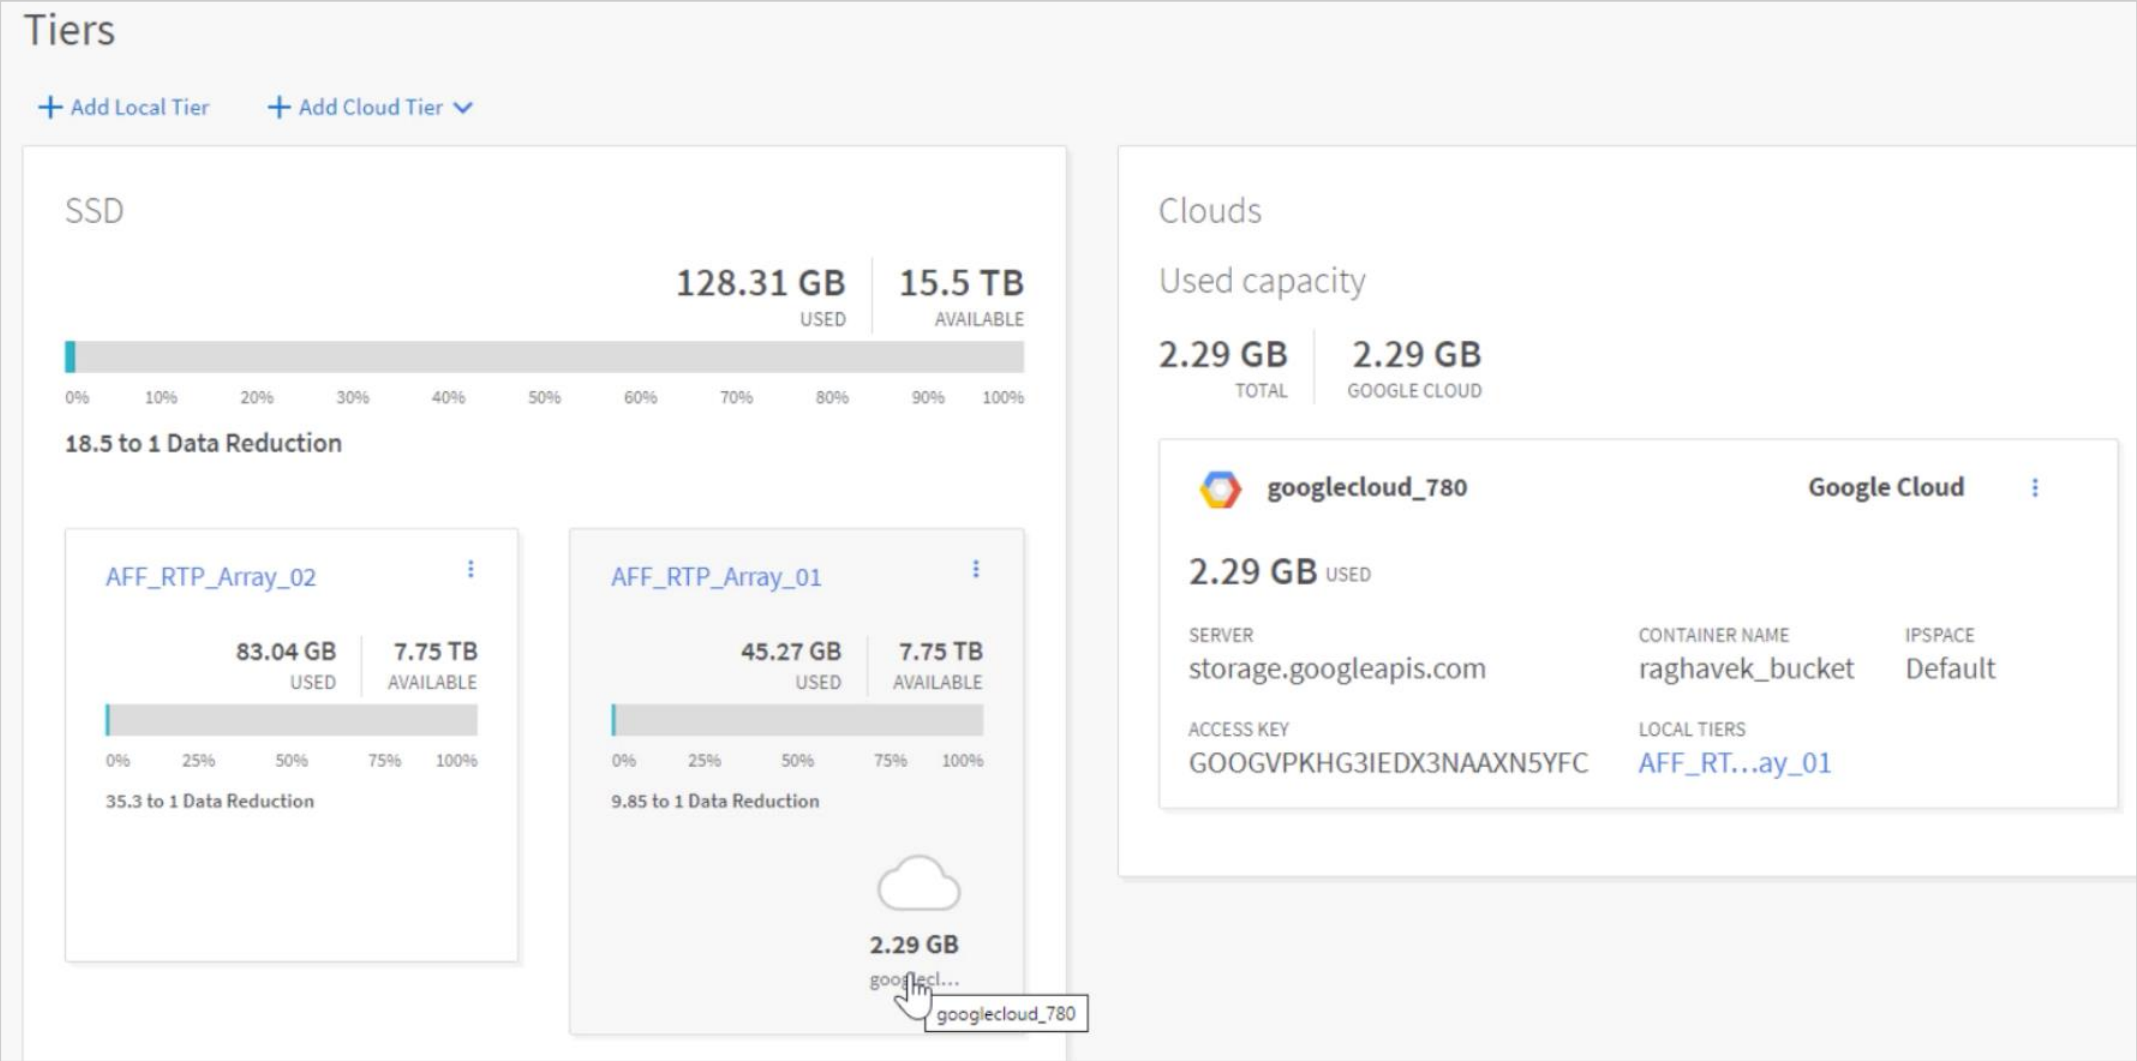 Tiers
Add Local Tier
Add Cloud Tier
SSD
128.31 GB
USED
15.5 TB
AVAILABLE
0% 10% 20% 30% 40% 50% 60% 70% 80% 90% 100%
18.5 to 1 Data Reduction
AFF_RTP_Array_02
83.04 GB
USED
7.75 TB
AVAILABLE
0% 25% 50% 75% 100%
35.3 to 1 Data Reduction
AFF_RTP_Array_01
45.27 GB
USED
7.75 TB
AVAILABLE
0% 25% 50% 75% 100%
9.85 to 1 Data Reduction
2.29 GB
googlecl...
googlecloud_780
Clouds
Used capacity
2.29 GB
TOTAL
2.29 GB
GOOGLE CLOUD
googlecloud_780
Google Cloud
2.29 GB USED
SERVER
storage.googleapis.com
CONTAINER NAME
raghavek_bucket
IPSPACE
Default
ACCESS KEY
GOOGVPKHG3IEDX3NAAXN5YFC
LOCAL TIERS
AFF_RT...ay_01